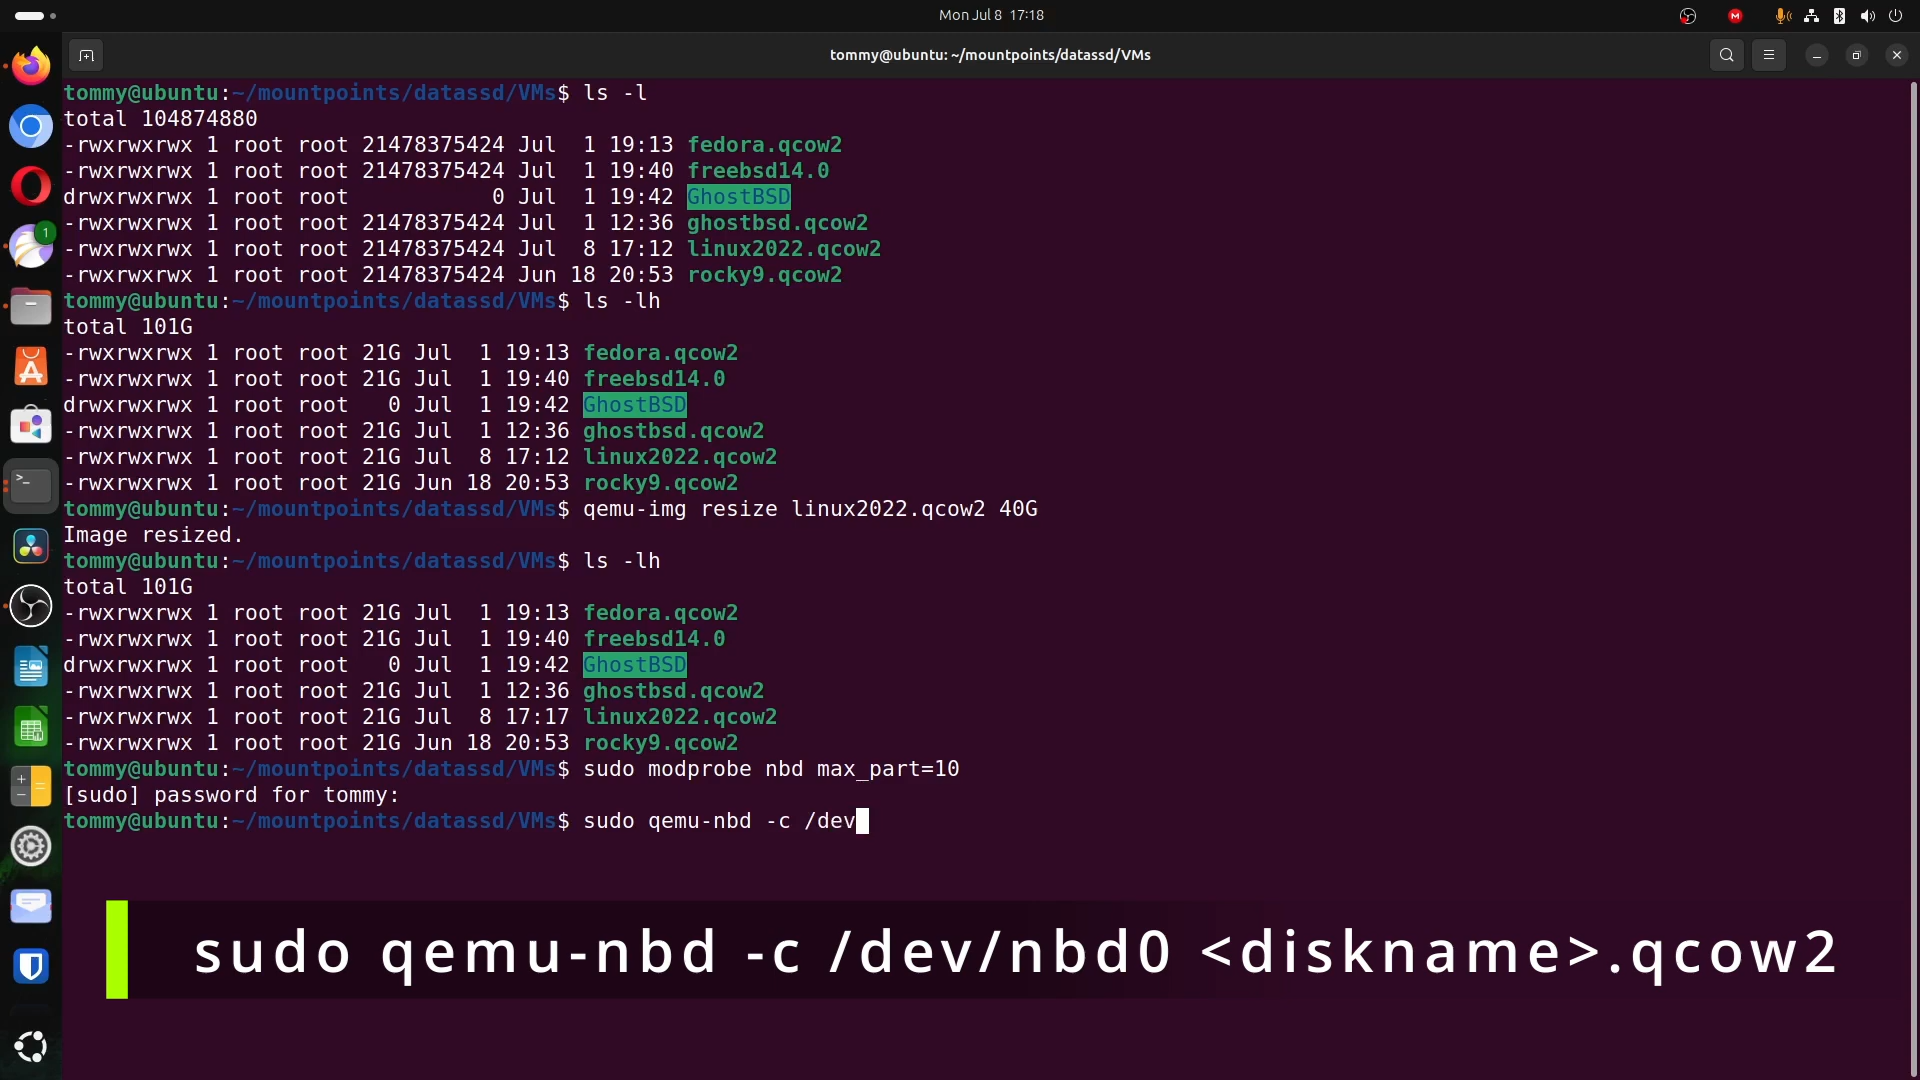 Mon Jul 8 17:18
tommy@ubuntu: ~/mountpoints/datassd/VMs
tommy@ubuntu:~/mountpoints/datassd/VMs$ ls -l
total 104874880
-rwxrwxrwx 1 root root 21478375424 Jul  1 19:13 fedora.qcow2
-rwxrwxrwx 1 root root 21478375424 Jul  1 19:40 freebsd14.0
drwxrwxrwx 1 root root           0 Jul  1 19:42 GhostBSD
-rwxrwxrwx 1 root root 21478375424 Jul  1 12:36 ghostbsd.qcow2
-rwxrwxrwx 1 root root 21478375424 Jul  8 17:12 linux2022.qcow2
-rwxrwxrwx 1 root root 21478375424 Jun 18 20:53 rocky9.qcow2
tommy@ubuntu:~/mountpoints/datassd/VMs$ ls -lh
total 101G
-rwxrwxrwx 1 root root 21G Jul  1 19:13 fedora.qcow2
-rwxrwxrwx 1 root root 21G Jul  1 19:40 freebsd14.0
drwxrwxrwx 1 root root   0 Jul  1 19:42 GhostBSD
-rwxrwxrwx 1 root root 21G Jul  1 12:36 ghostbsd.qcow2
-rwxrwxrwx 1 root root 21G Jul  8 17:12 linux2022.qcow2
-rwxrwxrwx 1 root root 21G Jun 18 20:53 rocky9.qcow2
tommy@ubuntu:~/mountpoints/datassd/VMs$ qemu-img resize linux2022.qcow2 40G
Image resized.
tommy@ubuntu:~/mountpoints/datassd/VMs$ ls -lh
total 101G
-rwxrwxrwx 1 root root 21G Jul  1 19:13 fedora.qcow2
-rwxrwxrwx 1 root root 21G Jul  1 19:40 freebsd14.0
drwxrwxrwx 1 root root   0 Jul  1 19:42 GhostBSD
-rwxrwxrwx 1 root root 21G Jul  1 12:36 ghostbsd.qcow2
-rwxrwxrwx 1 root root 21G Jul  8 17:17 linux2022.qcow2
-rwxrwxrwx 1 root root 21G Jun 18 20:53 rocky9.qcow2
tommy@ubuntu:~/mountpoints/datassd/VMs$ sudo modprobe nbd max_part=10
[sudo] password for tommy:
tommy@ubuntu:~/mountpoints/datassd/VMs$ sudo qemu-nbd -c /dev
sudo qemu-nbd -c /dev/nbd0 <diskname>.qcow2
1
M